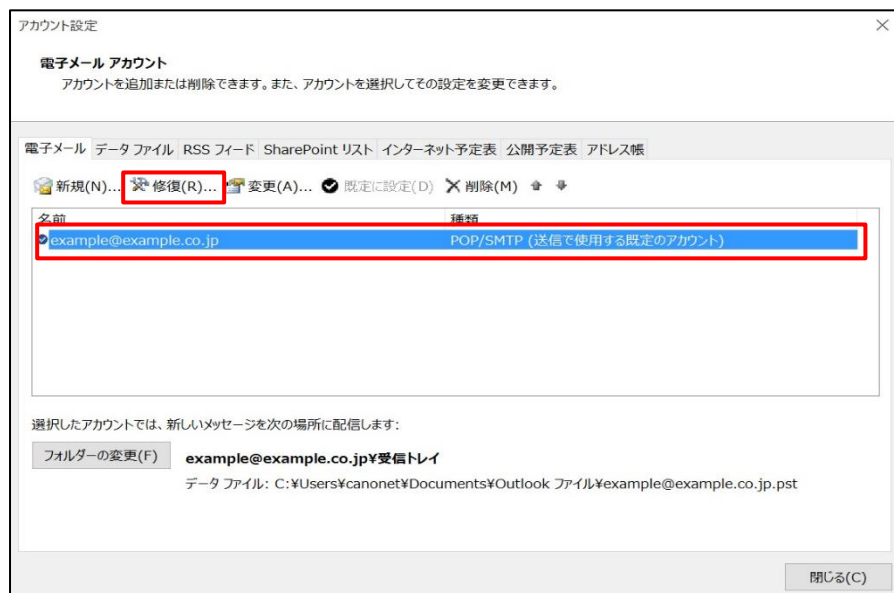 アカウント設定
電子メール アカウント
アカウントを追加または削除できます。また、アカウントを選択してその設定を変更できます。
電子メール データ ファイル RSS フィード SharePoint リスト インターネット予定表 公開予定表 アドレス帳
新規(N)... 修復(R)... 変更(A)... 既定に設定(D) 削除(M)
名前 種類
example@example.co.jp POP/SMTP (送信で使用する既定のアカウント)
選択したアカウントでは、新しいメッセージを次の場所に配信します:
フォルダーの変更(F) example@example.co.jp¥受信トレイ
データ ファイル: C:¥Users¥canonet¥Documents¥Outlook ファイル¥example@example.co.jp.pst
閉じる(C)